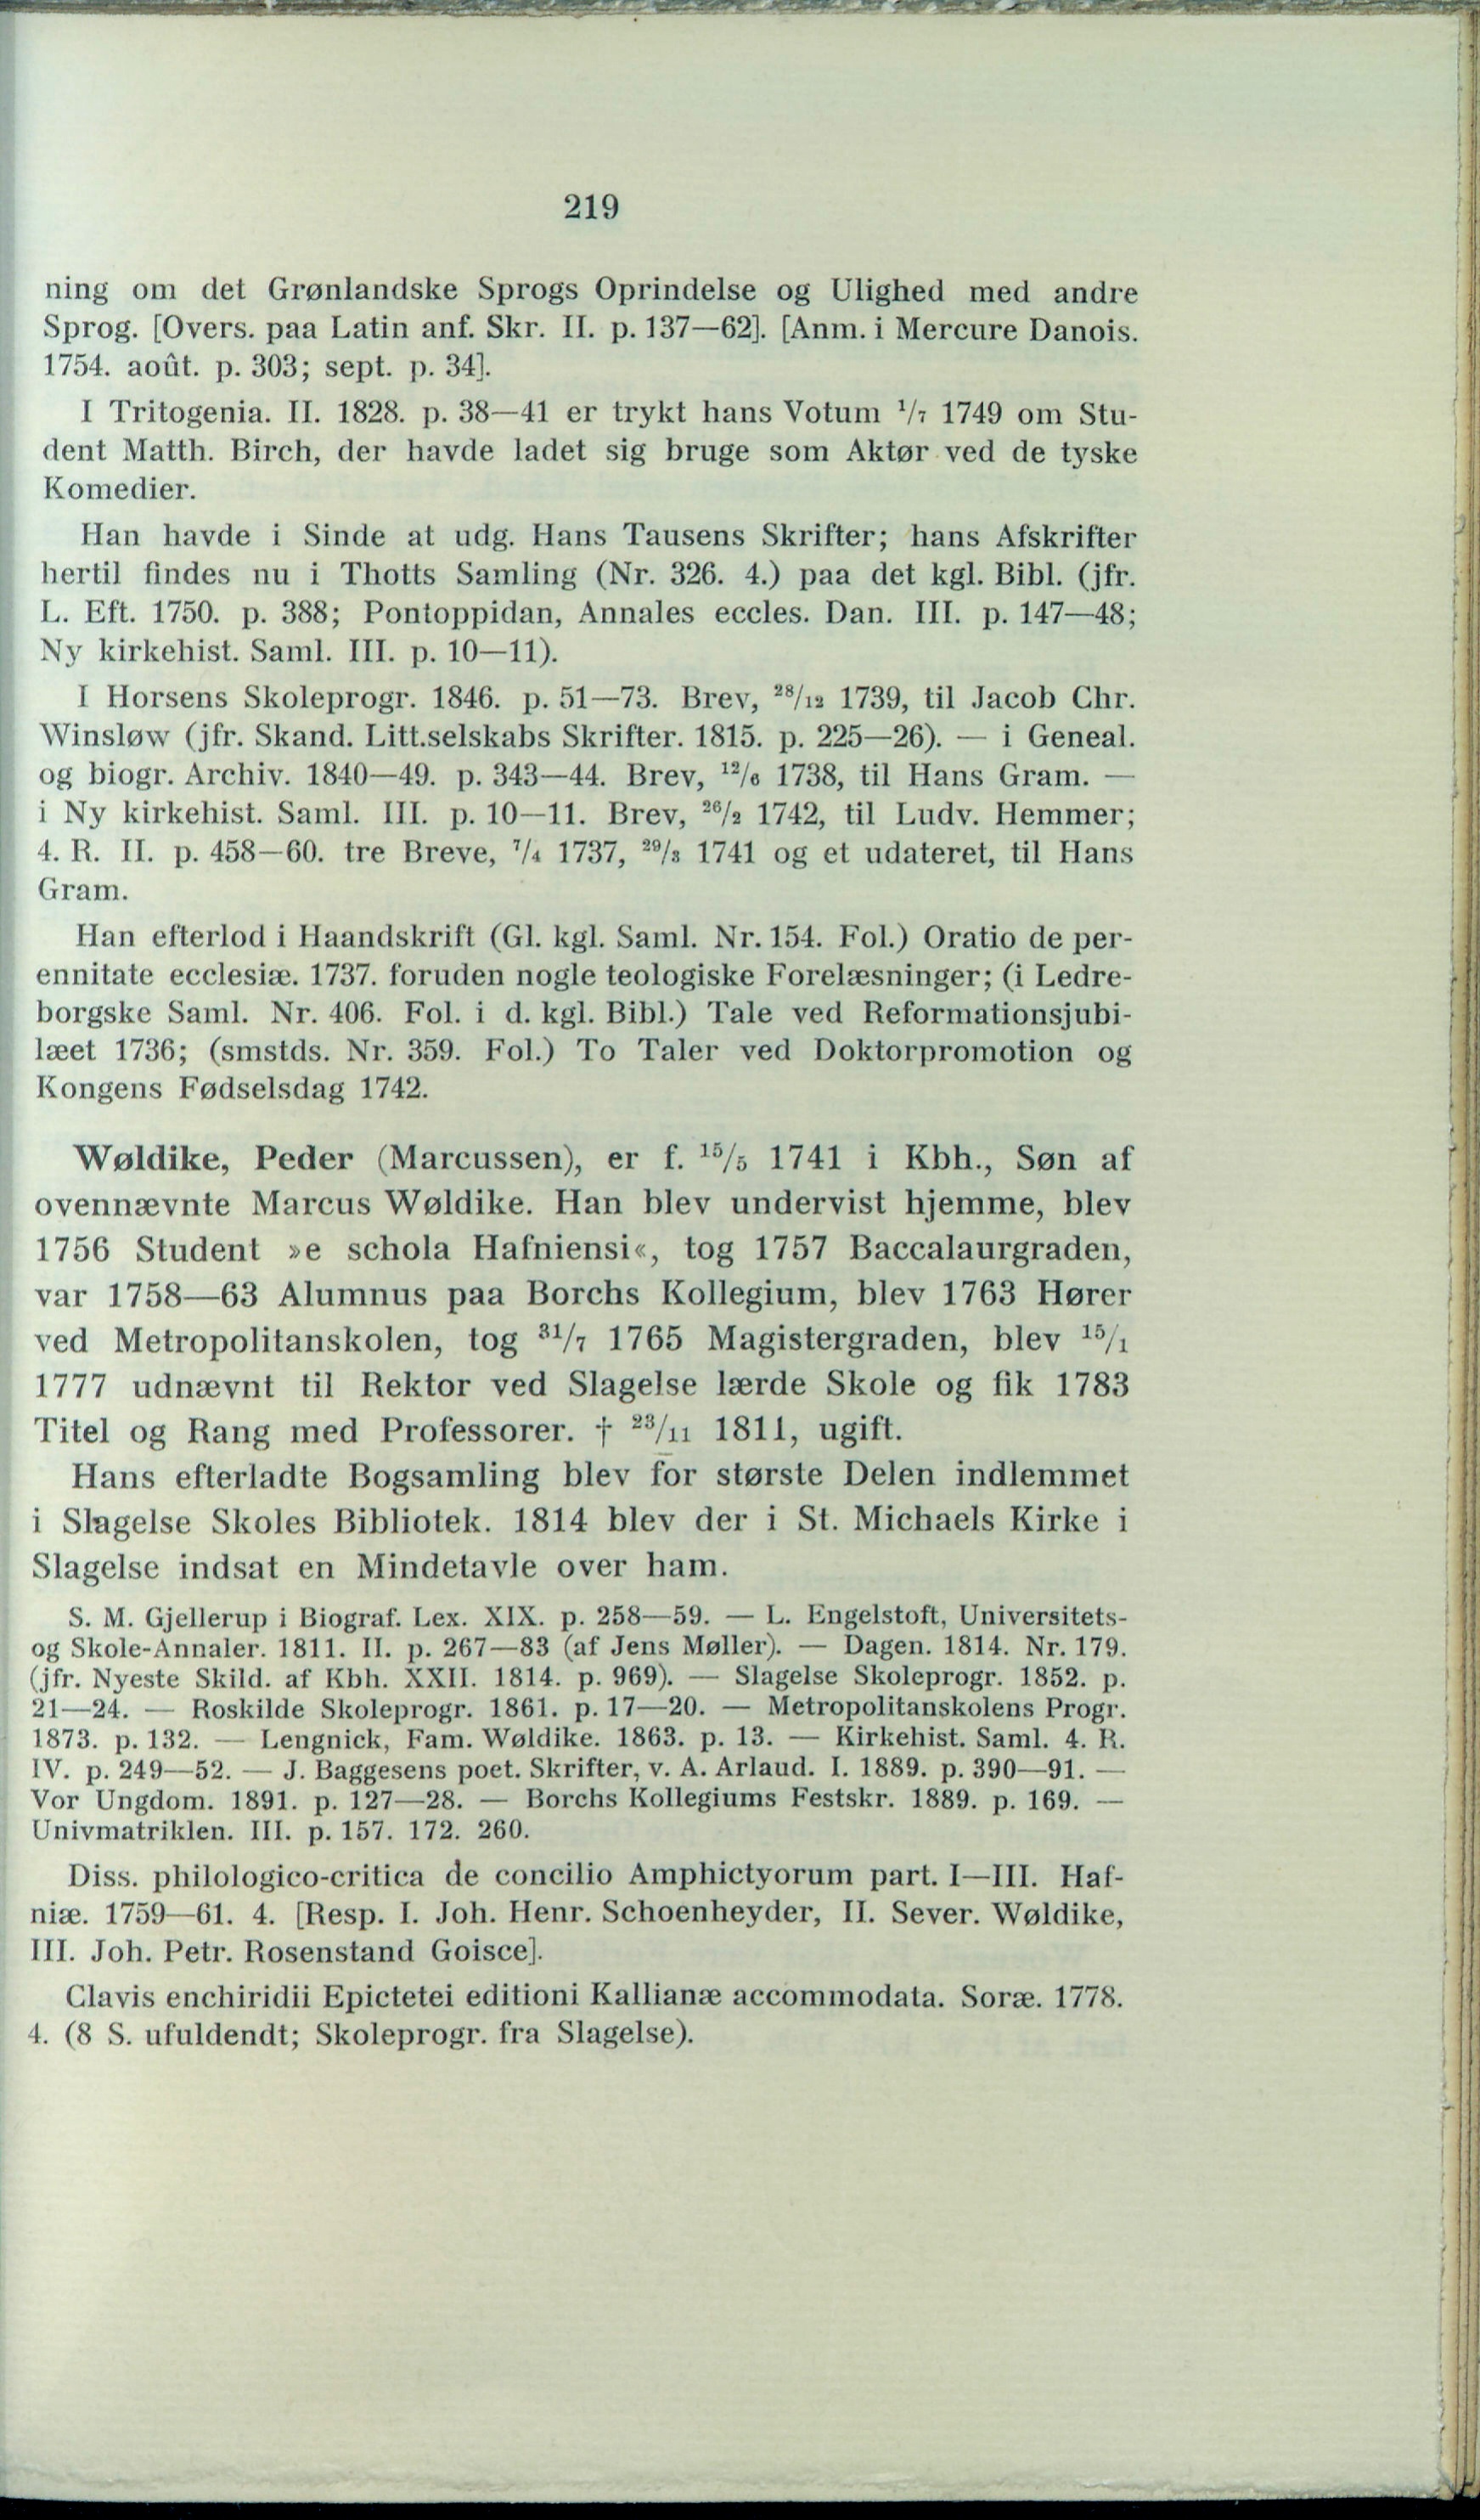 219
ning om det Grønlandske Sprogs Oprindelse og Ulighed med andre
Sprog. [Overs. paa Latin anf. Skr. II. p. 137—62]. [Anm. i Mercure Danois.
1754. août. p. 303; sept. p. 34].
I Tritogenia. II. 1828. p. 38—41 er trykt hans Votum ¹/₇ 1749 om Stu-
dent Matth. Birch, der havde ladet sig bruge som Aktør ved de tyske
Komedier.
Han havde i Sinde at udg. Hans Tausens Skrifter; hans Afskrifter
hertil findes nu i Thotts Samling (Nr. 326. 4.) paa det kgl. Bibl. (jfr.
L. Eft. 1750. p. 388; Pontoppidan, Annales eccles. Dan. III. p. 147—48;
Ny kirkehist. Saml. III. p. 10—11).
I Horsens Skoleprogr. 1846. p. 51—73. Brev, ²⁸/₁₂ 1739, til Jacob Chr.
Winsløw (jfr. Skand. Litt.selskabs Skrifter. 1815. p. 225—26). — i Geneal.
og biogr. Archiv. 1840—49. p. 343—44. Brev, ¹²/₆ 1738, til Hans Gram. —
i Ny kirkehist. Saml. III. p. 10—11. Brev, ²⁶/₂ 1742, til Ludv. Hemmer;
4. R. II. p. 458—60. tre Breve, ⁷/₄ 1737, ²⁹/₃ 1741 og et udateret, til Hans
Gram.
Han efterlod i Haandskrift (Gl. kgl. Saml. Nr. 154. Fol.) Oratio de per-
ennitate ecclesiæ. 1737. foruden nogle teologiske Forelæsninger; (i Ledre-
borgske Saml. Nr. 406. Fol. i d. kgl. Bibl.) Tale ved Reformationsjubi-
læet 1736; (smstds. Nr. 359. Fol.) To Taler ved Doktorpromotion og
Kongens Fødselsdag 1742.
Wøldike, Peder (Marcussen), er f. ¹⁵/₅ 1741 i Kbh., Søn af
ovennævnte Marcus Wøldike. Han blev undervist hjemme, blev
1756 Student »e schola Hafniensi«, tog 1757 Baccalaurgraden,
var 1758—63 Alumnus paa Borchs Kollegium, blev 1763 Hører
ved Metropolitanskolen, tog ³¹/₇ 1765 Magistergraden, blev ¹⁵/₁
1777 udnævnt til Rektor ved Slagelse lærde Skole og fik 1783
Titel og Rang med Professorer. † ²³/₁₁ 1811, ugift.
Hans efterladte Bogsamling blev for største Delen indlemmet
i Slagelse Skoles Bibliotek. 1814 blev der i St. Michaels Kirke i
Slagelse indsat en Mindetavle over ham.
S. M. Gjellerup i Biograf. Lex. XIX. p. 258—59. — L. Engelstoft, Universitets-
og Skole-Annaler. 1811. II. p. 267—83 (af Jens Møller). — Dagen. 1814. Nr. 179.
(jfr. Nyeste Skild. af Kbh. XXII. 1814. p. 969). — Slagelse Skoleprogr. 1852. p.
21—24. — Roskilde Skoleprogr. 1861. p. 17—20. — Metropolitanskolens Progr.
1873. p. 132. — Lengnick, Fam. Wøldike. 1863. p. 13. — Kirkehist. Saml. 4. R.
IV. p. 249—52. — J. Baggesens poet. Skrifter, v. A. Arlaud. I. 1889. p. 390—91. —
Vor Ungdom. 1891. p. 127—28. — Borchs Kollegiums Festskr. 1889. p. 169. —
Univmatriklen. III. p. 157. 172. 260.
Diss. philologico-critica de concilio Amphictyorum part. I—III. Haf-
niæ. 1759—61. 4. [Resp. I. Joh. Henr. Schoenheyder, II. Sever. Wøldike,
III. Joh. Petr. Rosenstand Goisce].
Clavis enchiridii Epictetei editioni Kallianæ accommodata. Soræ. 1778.
4. (8 S. ufuldendt; Skoleprogr. fra Slagelse).